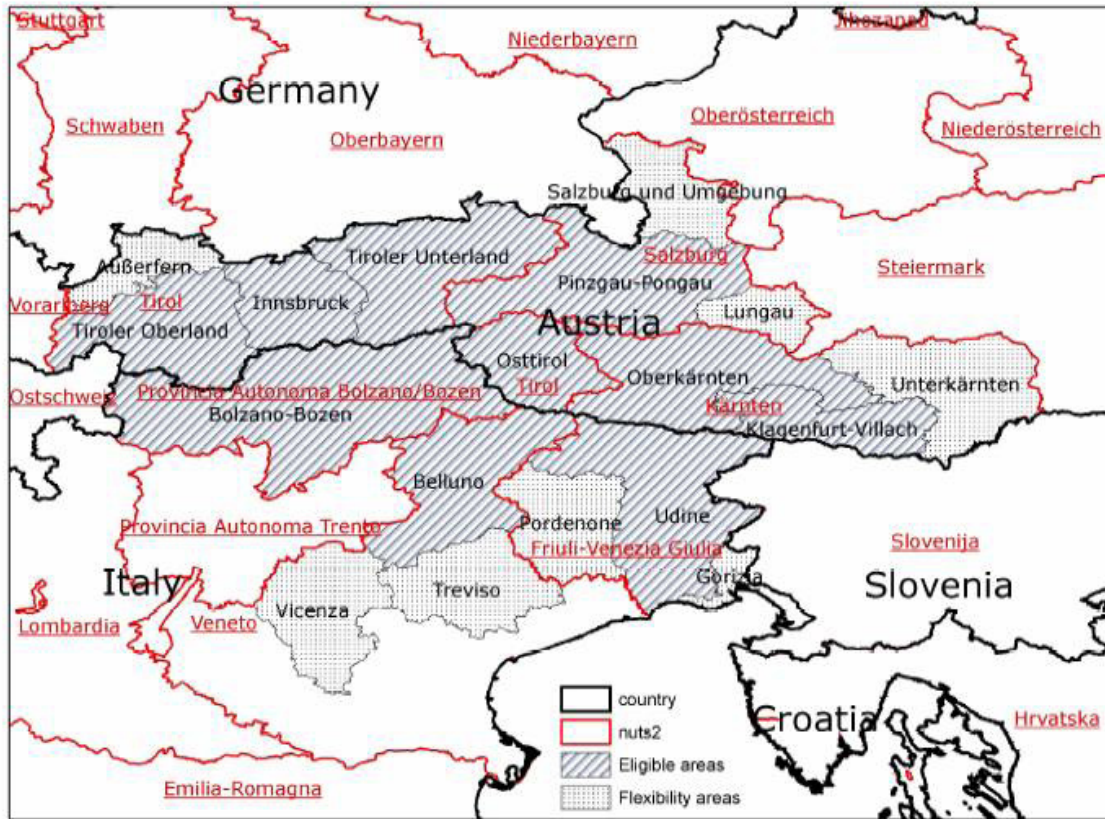 Stuttgart
Jihozapad
Niederbayern
Germany
Oberösterreich
Schwaben
Niederösterreich
Oberbayern
Salzburg und Umgebung
Tiroler Unterland
Salzburg
Außerfern
Steiermark
Pinzgau-Pongau
Vorarlberg
Tirol
Innsbruck
Lungau
Tiroler Oberland
Austria
Osttirol
Oberkärnten
Unterkärnten
Tirol
Ostschweiz
Provincia Autonoma Bolzano/Bozen
Kärnten
Bolzano-Bozen
Klagenfurt-Villach
Belluno
Udine
Pordenone
Provincia Autonoma Trento
Slovenija
Friuli-Venezia Giulia
Gorizia
Italy
Slovenia
Treviso
Vicenza
Lombardia
Veneto
country
Croatia
Hrvatska
nuts2
Eligible areas
Emilia-Romagna
Flexibility areas